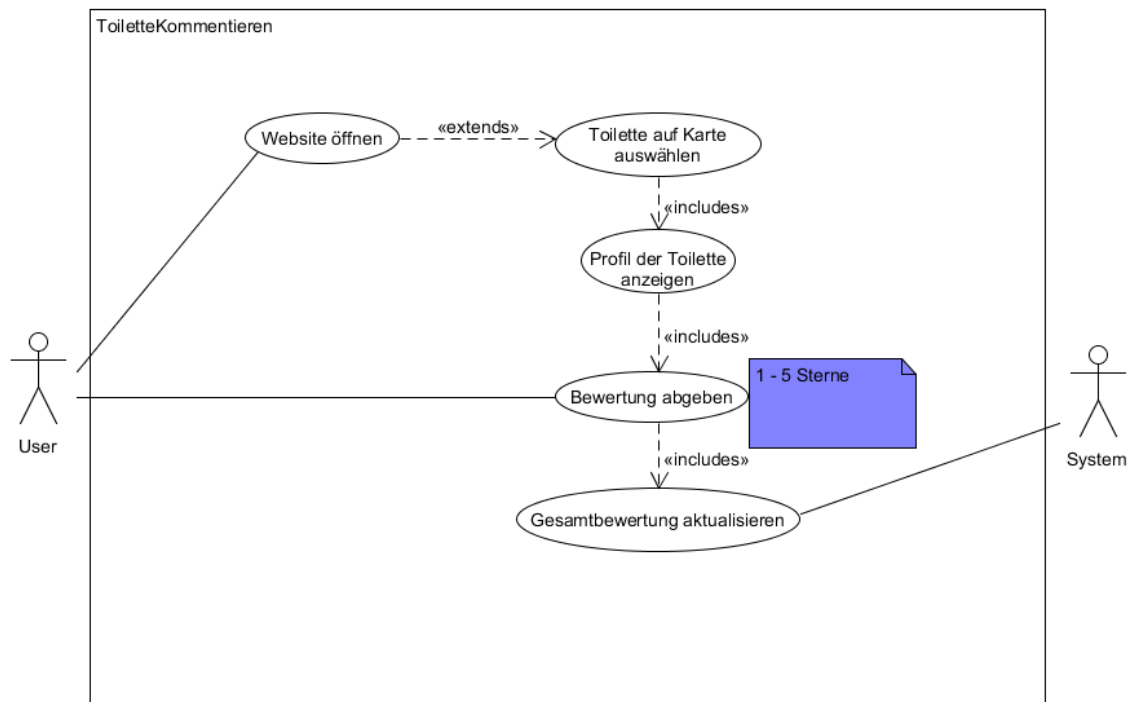 ToiletteKommentieren
Website öffnen
«extends»
Toilette auf Karte
auswählen
«includes»
Profil der Toilette
anzeigen
«includes»
1 - 5 Sterne
Bewertung abgeben
User
System
«includes»
Gesamtbewertung aktualisieren